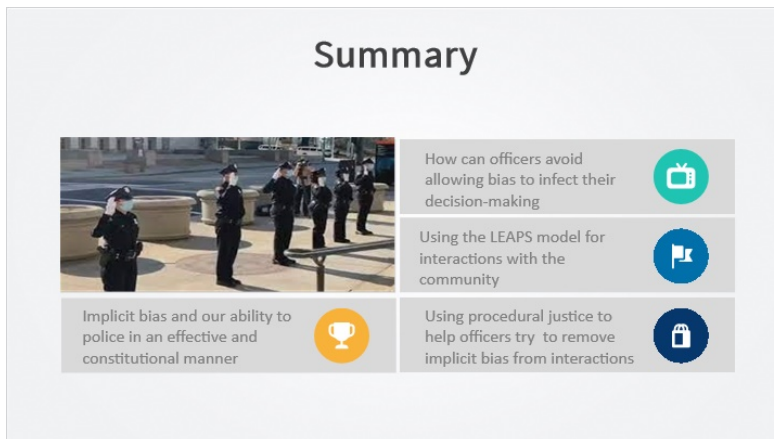 Summary
How can officers avoid
allowing bias to infect their
decision-making
Using the LEAPS model for
interactions with the
community
Implicit bias and our ability to
police in an effective and
constitutional manner
Using procedural justice to
help officers try  to remove
implicit bias from interactions